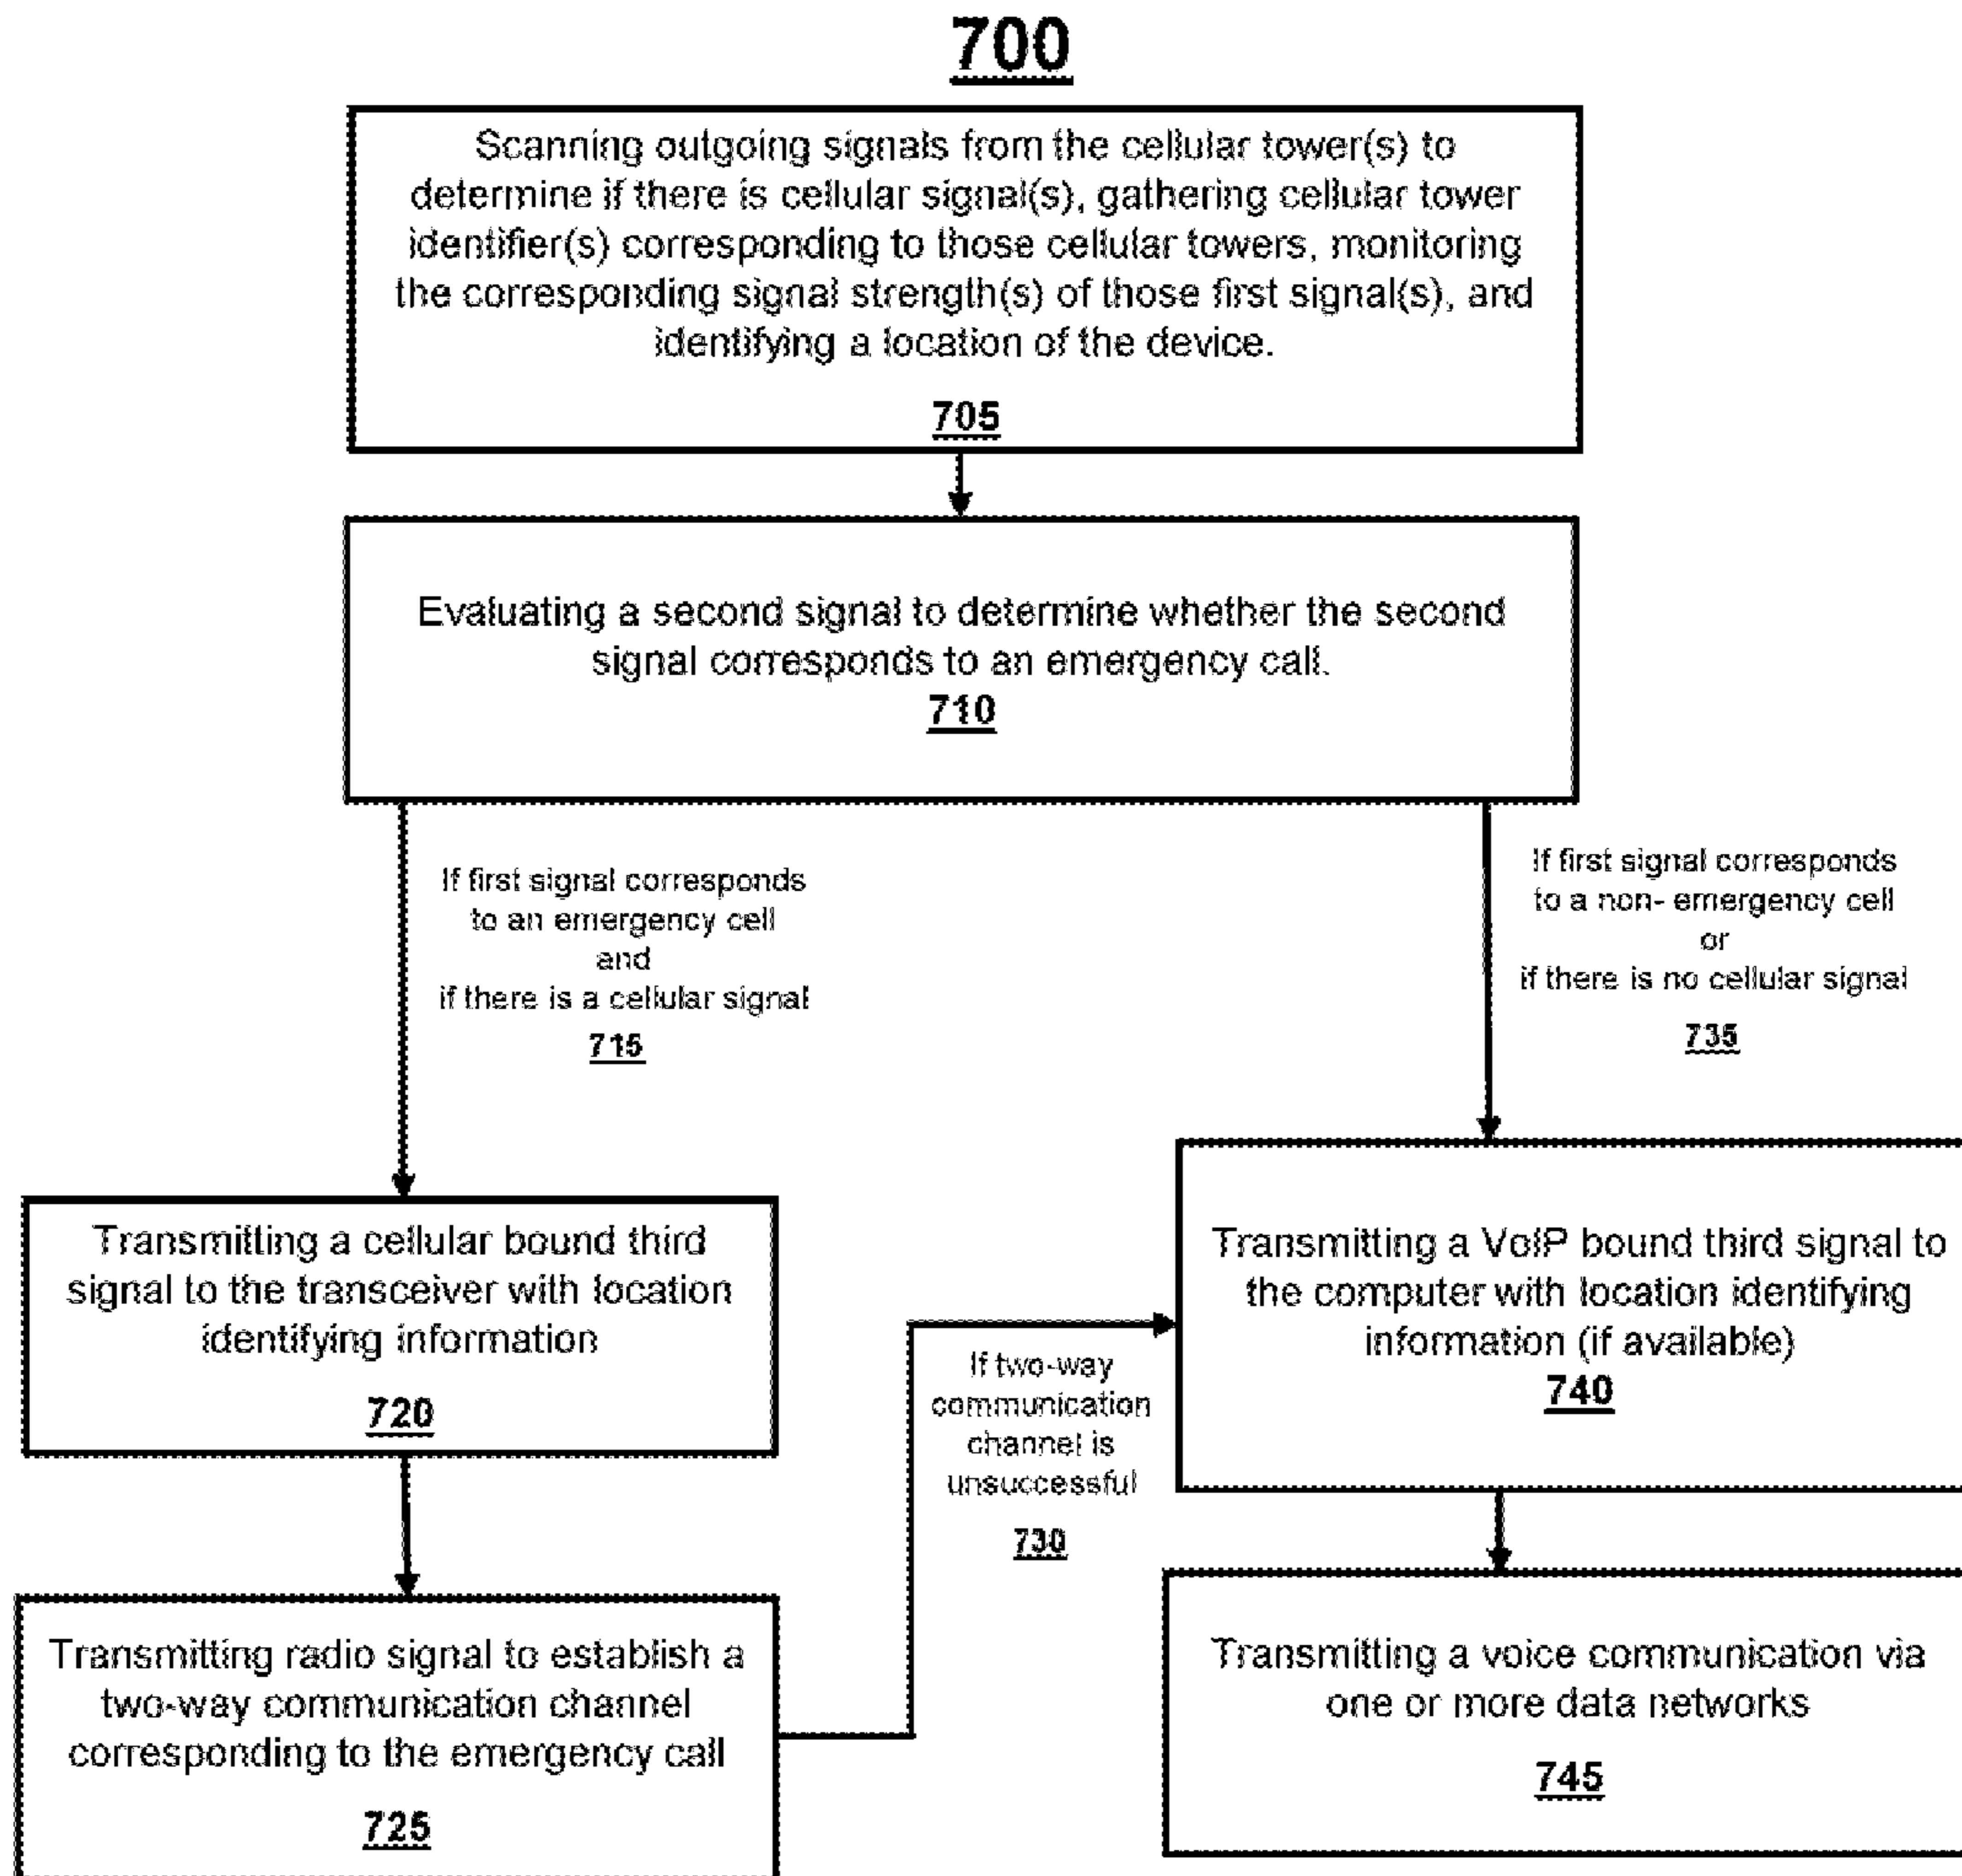 700
Scanning outgoing signals from the cellular tower(s) to
determine if there is cellular signal(s), gathering cellular tower
identifier(s) corresponding to those cellular towers, monitoring
the corresponding signal strength(s) of those first signal(s), and
identifying a location of the device.
705
Evaluating a second signal to determine whether the second
signal corresponds to an emergency call.
710
If first signal corresponds
to an emergency cell
and
if there is a cellular signal
715
If first signal corresponds
to a non- emergency cell
or
if there is no cellular signal
735
Transmitting a cellular bound third
signal to the transceiver with location
identifying information
720
Transmitting radio signal to establish a
two-way communication channel
corresponding to the emergency call
725
If two-way
communication
channel is
unsuccessful
730
Transmitting a VoIP bound third signal to
the computer with location identifying
information (if available)
740
Transmitting a voice communication via
one or more data networks
745